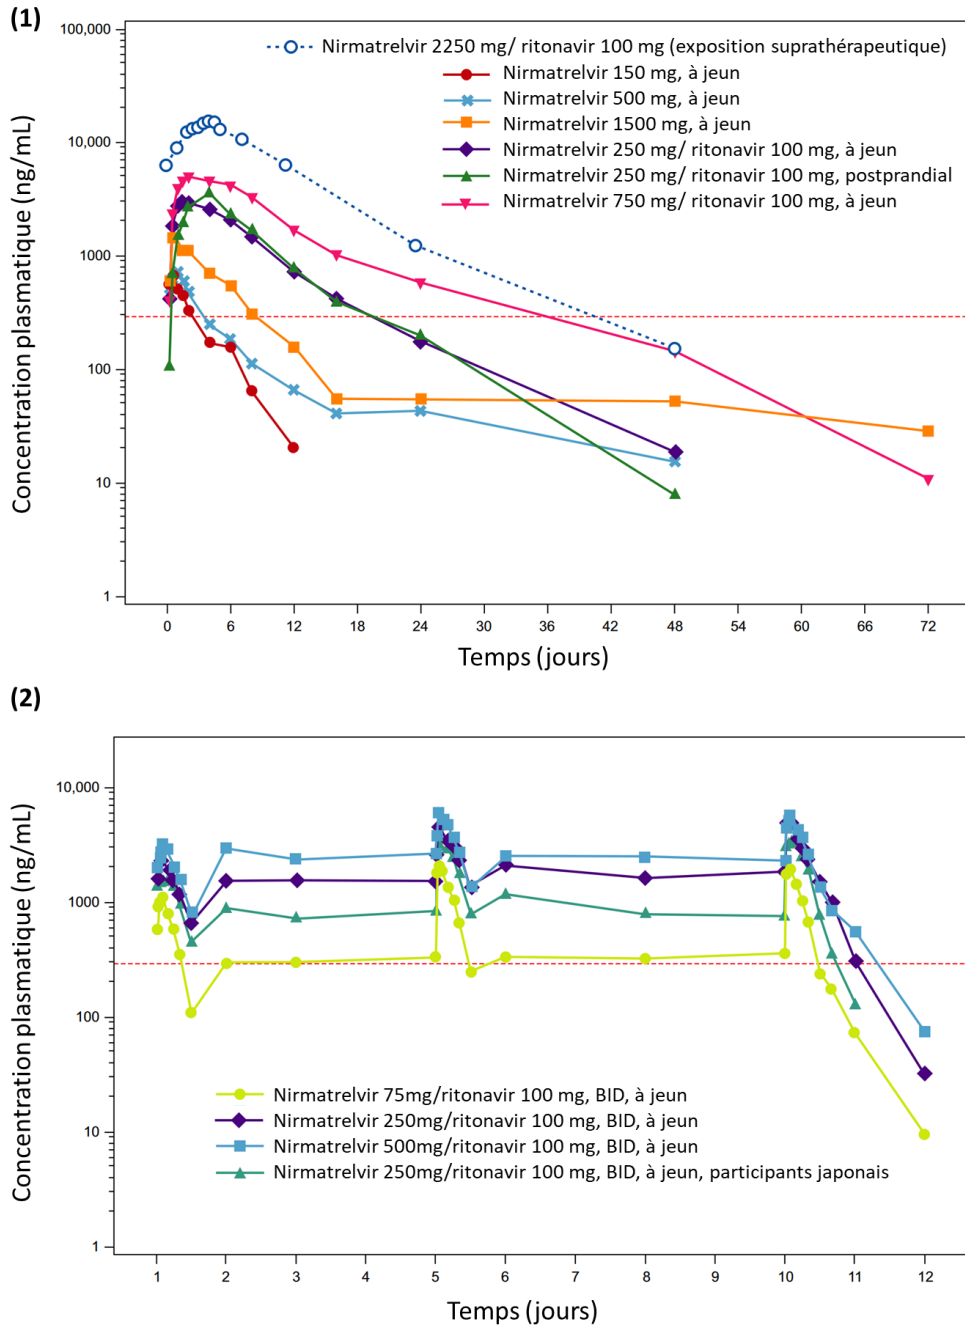 (1)
100,000
10,000
1000
100
10
1
Concentration plasmatique (ng/mL)
Nirmatrelvir 2250 mg/ ritonavir 100 mg (exposition suprathérapeutique)
Nirmatrelvir 150 mg, à jeun
Nirmatrelvir 500 mg, à jeun
Nirmatrelvir 1500 mg, à jeun
Nirmatrelvir 250 mg/ ritonavir 100 mg, à jeun
Nirmatrelvir 250 mg/ ritonavir 100 mg, postprandial
Nirmatrelvir 750 mg/ ritonavir 100 mg, à jeun
0 6 12 18 24 30 36 42 48 54 60 66 72
Temps (jours)
(2)
10,000
1000
100
10
1
Concentration plasmatique (ng/mL)
Nirmatrelvir 75mg/ritonavir 100 mg, BID, à jeun
Nirmatrelvir 250mg/ritonavir 100 mg, BID, à jeun
Nirmatrelvir 500mg/ritonavir 100 mg, BID, à jeun
Nirmatrelvir 250mg/ritonavir 100 mg, BID, à jeun, participants japonais
1 2 3 4 5 6 7 8 9 10 11 12
Temps (jours)